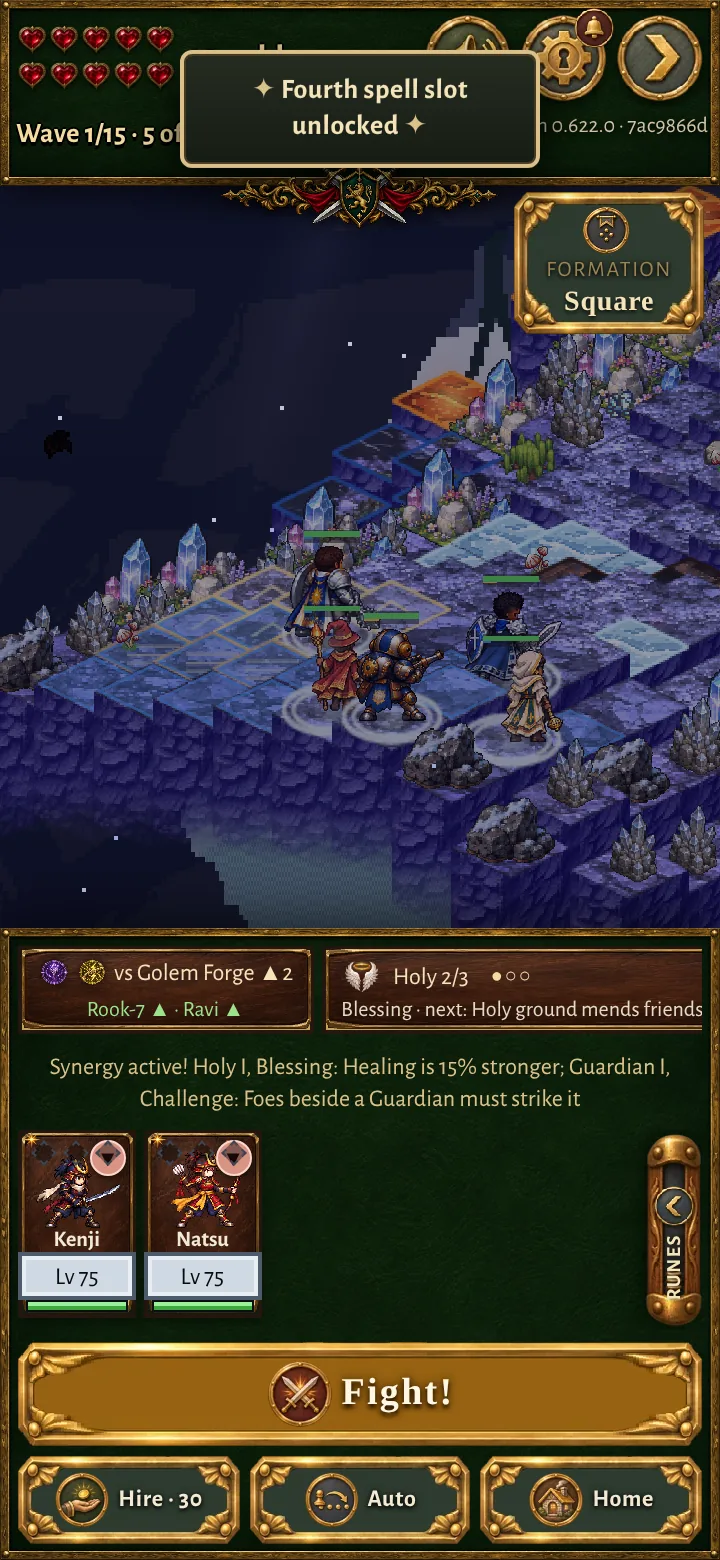 ✦ Fourth spell slot
unlocked ✦
Wave 1/15 · 5 of
0.622.0 · 7ac9866d
FORMATION
Square
vs Golem Forge ▲2
Rook-7 ▲ · Ravi ▲
Holy 2/3 ●○○
Blessing · next: Holy ground mends friends
Synergy active! Holy I, Blessing: Healing is 15% stronger; Guardian I,
Challenge: Foes beside a Guardian must strike it
Kenji
Lv 75
Natsu
Lv 75
RUNES
Fight!
Hire · 30
Auto
Home